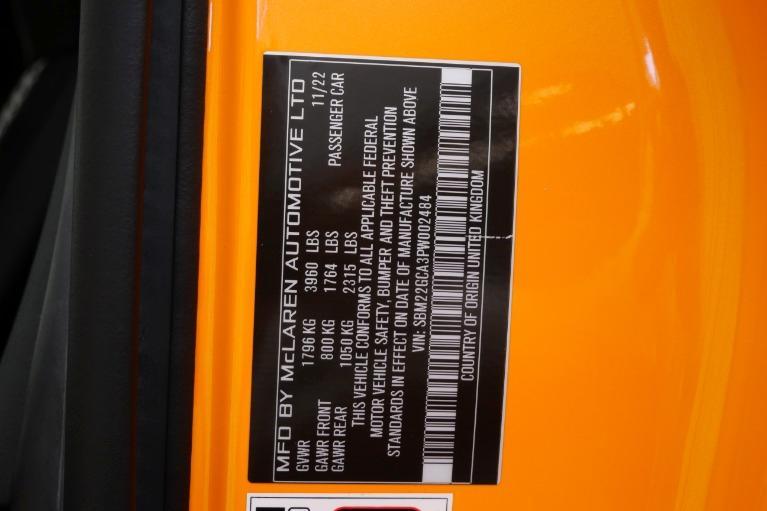 MFD BY McLAREN AUTOMOTIVE LTD
11/22
GVWR 1796 KG 3960 LBS PASSENGER CAR
GAWR FRONT 800 KG 1764 LBS
GAWR REAR 1050 KG 2315 LBS
THIS VEHICLE CONFORMS TO ALL APPLICABLE FEDERAL
MOTOR VEHICLE SAFETY, BUMPER AND THEFT PREVENTION
STANDARDS IN EFFECT ON DATE OF MANUFACTURE SHOWN ABOVE
VIN: SBM22GCA3PW002484
COUNTRY OF ORIGIN UNITED KINGDOM